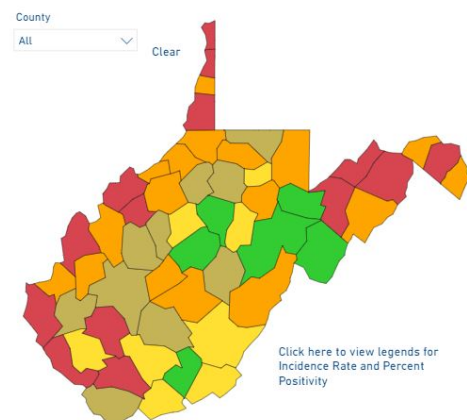 County
All
Clear
Click here to view legends for
Incidence Rate and Percent
Positivity